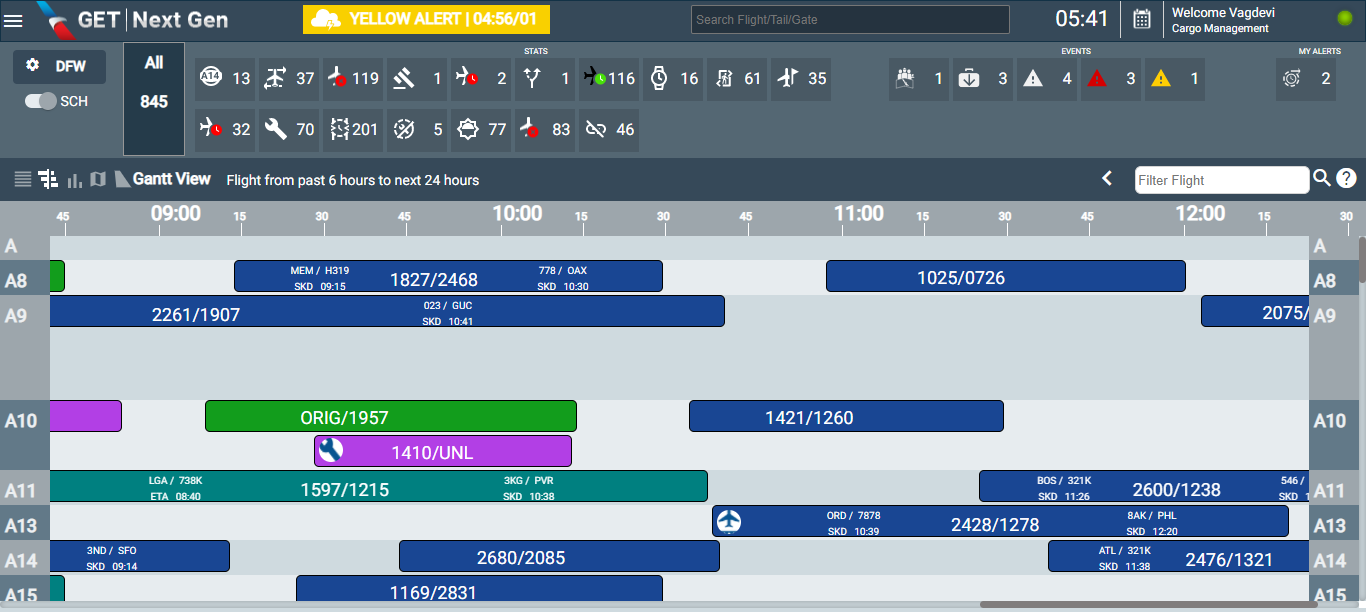 GET | Next Gen
YELLOW ALERT | 04:56/01
Search Flight/Tail/Gate
05:41
Welcome Vagdevi
Cargo Management
DFW
SCH
All
845
STATS
A14 13 37 119 1 2 1 116 16 61 35
32 70 201 5 77 83 46
EVENTS
1 3 4 3 1
MY ALERTS
2
Gantt View Flight from past 6 hours to next 24 hours
Filter Flight
?
45 09:00 15 30 45 10:00 15 30 45 11:00 15 30 45 12:00 15 30
A A
A8 MEM / H319 1827/2468 778 / OAX 1025/0726 A8
SKD 09:15 SKD 10:30
A9 2261/1907 023 / GUC 2075/ A9
SKD 10:41
A10 ORIG/1957 1421/1260 A10
1410/UNL
A11 LGA / 738K 1597/1215 3KG / PVR BOS / 321K 2600/1238 546 / A11
ETA 08:40 SKD 10:38 SKD 11:26 SKD 1
A13 ORD / 7878 2428/1278 8AK / PHL A13
SKD 10:39 SKD 12:20
A14 3ND / SFO 2680/2085 ATL / 321K 2476/1321 A14
SKD 09:14 SKD 11:38
A15 1169/2831 A15